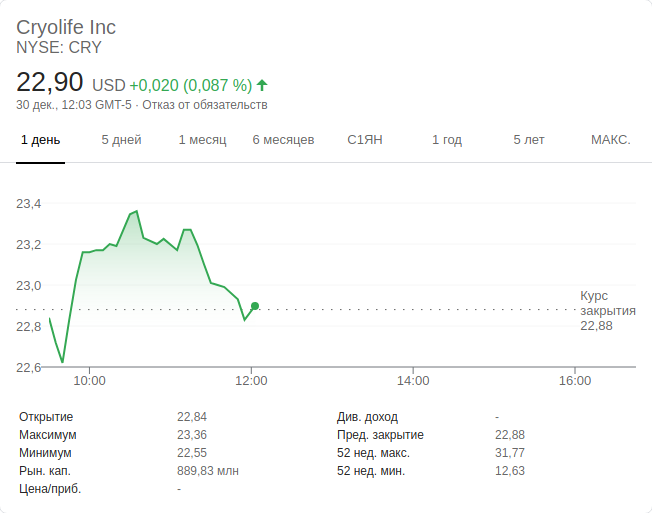 Cryolife Inc
NYSE: CRY
22,90 USD +0,020 (0,087 %)
30 дек., 12:03 GMT-5 · Отказ от обязательств
1 день 5 дней 1 месяц 6 месяцев С1ЯН 1 год 5 лет МАКС.
23,4
23,2
23,0
22,8
22,6
Курс
закрытия
22,88
10:00 12:00 14:00 16:00
Открытие 22,84 Див. доход -
Максимум 23,36 Пред. закрытие 22,88
Минимум 22,55 52 нед. макс. 31,77
Рын. кап. 889,83 млн 52 нед. мин. 12,63
Цена/приб. -